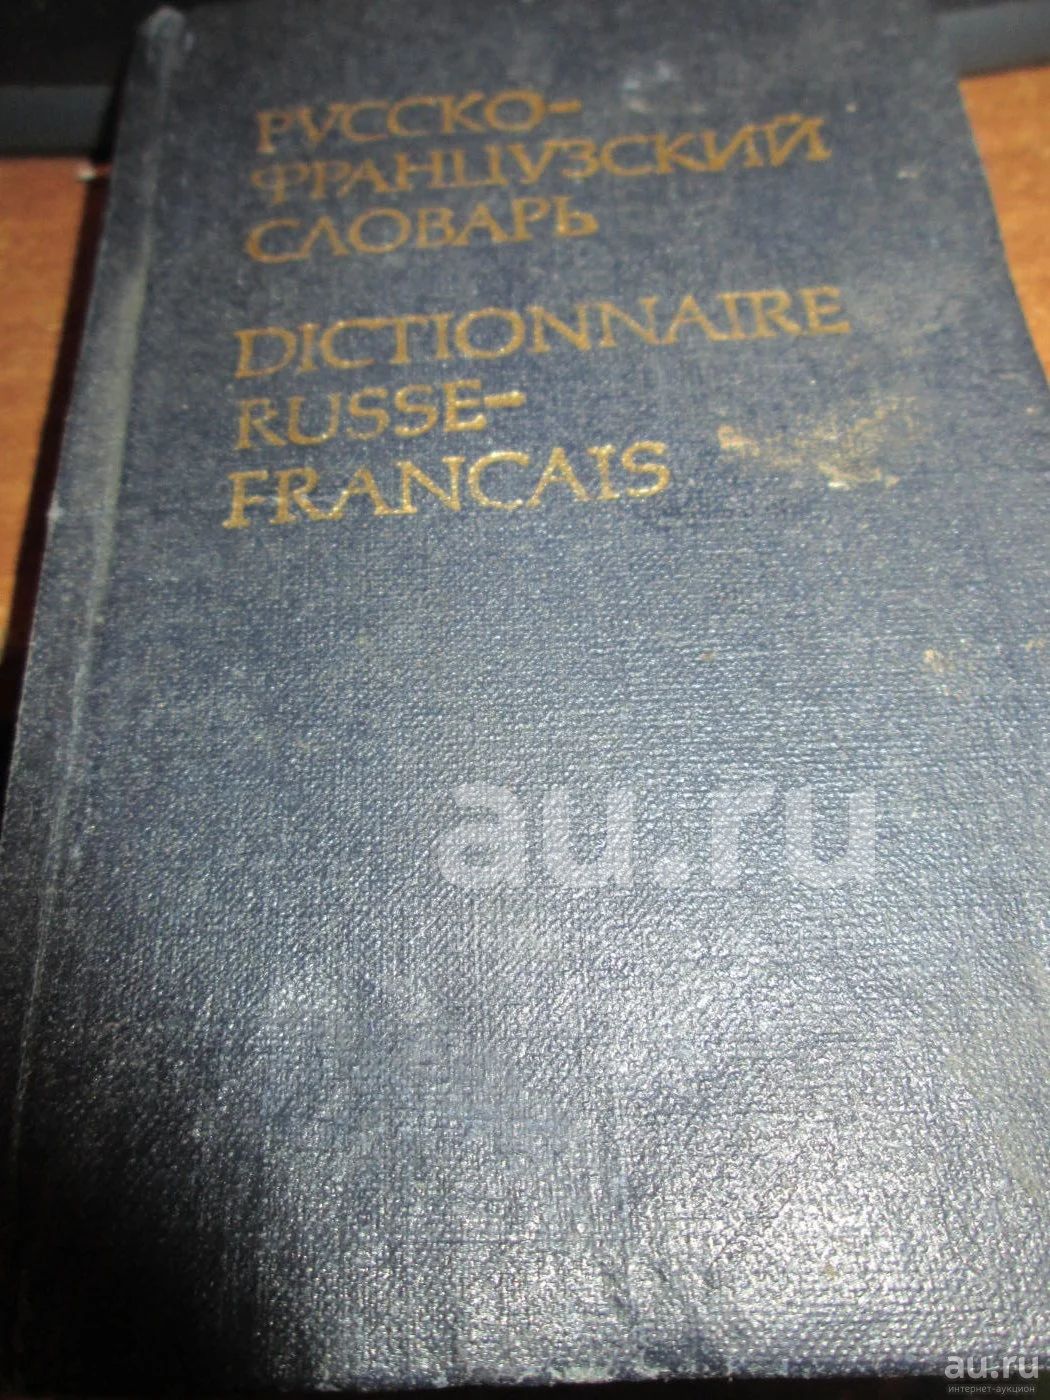 РУССКО-
ФРАНЦУЗСКИЙ
СЛОВАРЬ
DICTIONNAIRE
RUSSE-
FRANCAIS
au.ru
au.ru
интернет-аукцион